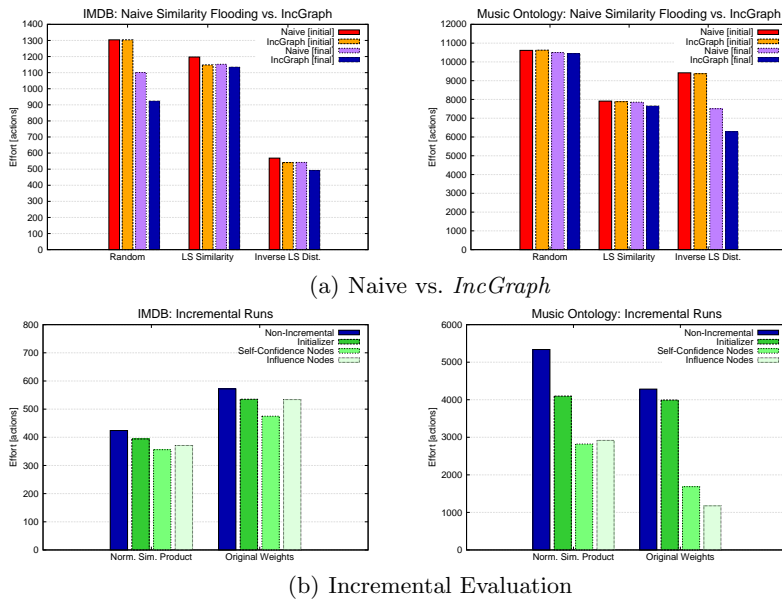 IMDB: Naive Similarity Flooding vs. IncGraph
Effort [actions]
1400
1300
1200
1100
1000
900
800
700
600
500
400
300
200
100
0
Naive [initial]
IncGraph [initial]
Naive [final]
IncGraph [final]
Random
LS Similarity
Inverse LS Dist.
Music Ontology: Naive Similarity Flooding vs. IncGraph
Effort [actions]
12000
11000
10000
9000
8000
7000
6000
5000
4000
3000
2000
1000
0
Naive [initial]
IncGraph [initial]
Naive [final]
IncGraph [final]
Random
LS Similarity
Inverse LS Dist.
(a) Naive vs. IncGraph
IMDB: Incremental Runs
Effort [actions]
800
700
600
500
400
300
200
100
0
Non-Incremental
Initializer
Self-Confidence Nodes
Influence Nodes
Norm. Sim. Product
Original Weights
Music Ontology: Incremental Runs
Effort [actions]
6000
5000
4000
3000
2000
1000
0
Non-Incremental
Initializer
Self-Confidence Nodes
Influence Nodes
Norm. Sim. Product
Original Weights
(b) Incremental Evaluation